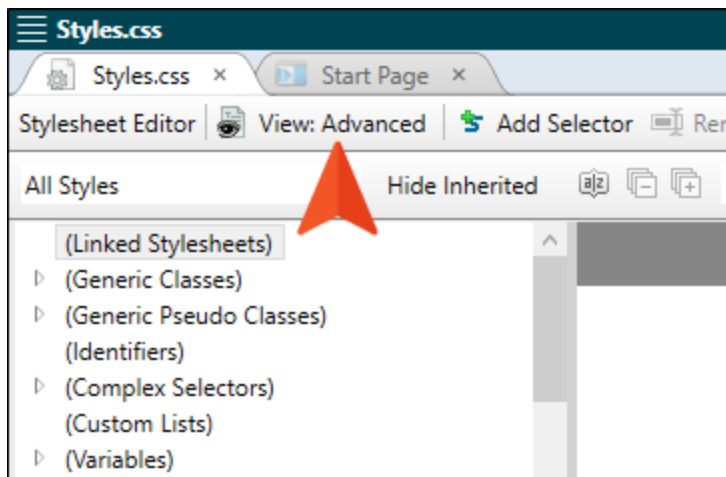 Styles.css
Styles.css × Start Page ×
Stylesheet Editor View: Advanced Add Selector
All Styles Hide Inherited a|z
(Linked Stylesheets)
(Generic Classes)
(Generic Pseudo Classes)
(Identifiers)
(Complex Selectors)
(Custom Lists)
(Variables)